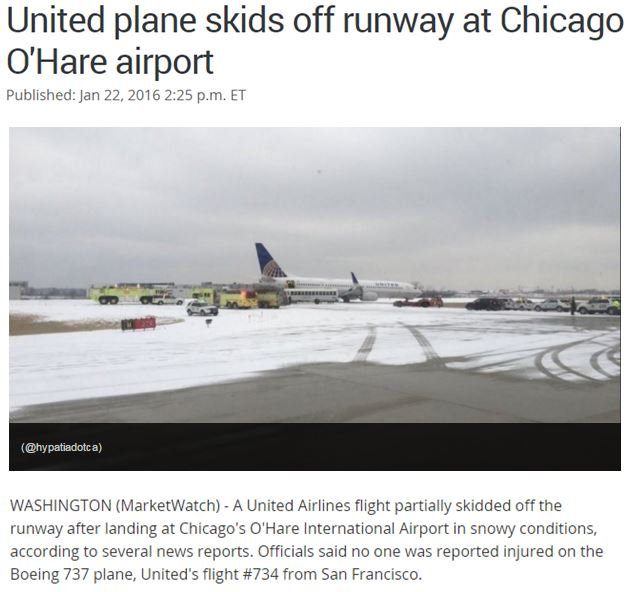 United plane skids off runway at Chicago
O'Hare airport
Published: Jan 22, 2016 2:25 p.m. ET
UNITED
(@hypatiadotca)
WASHINGTON (MarketWatch) - A United Airlines flight partially skidded off the
runway after landing at Chicago's O'Hare International Airport in snowy conditions,
according to several news reports. Officials said no one was reported injured on the
Boeing 737 plane, United's flight #734 from San Francisco.